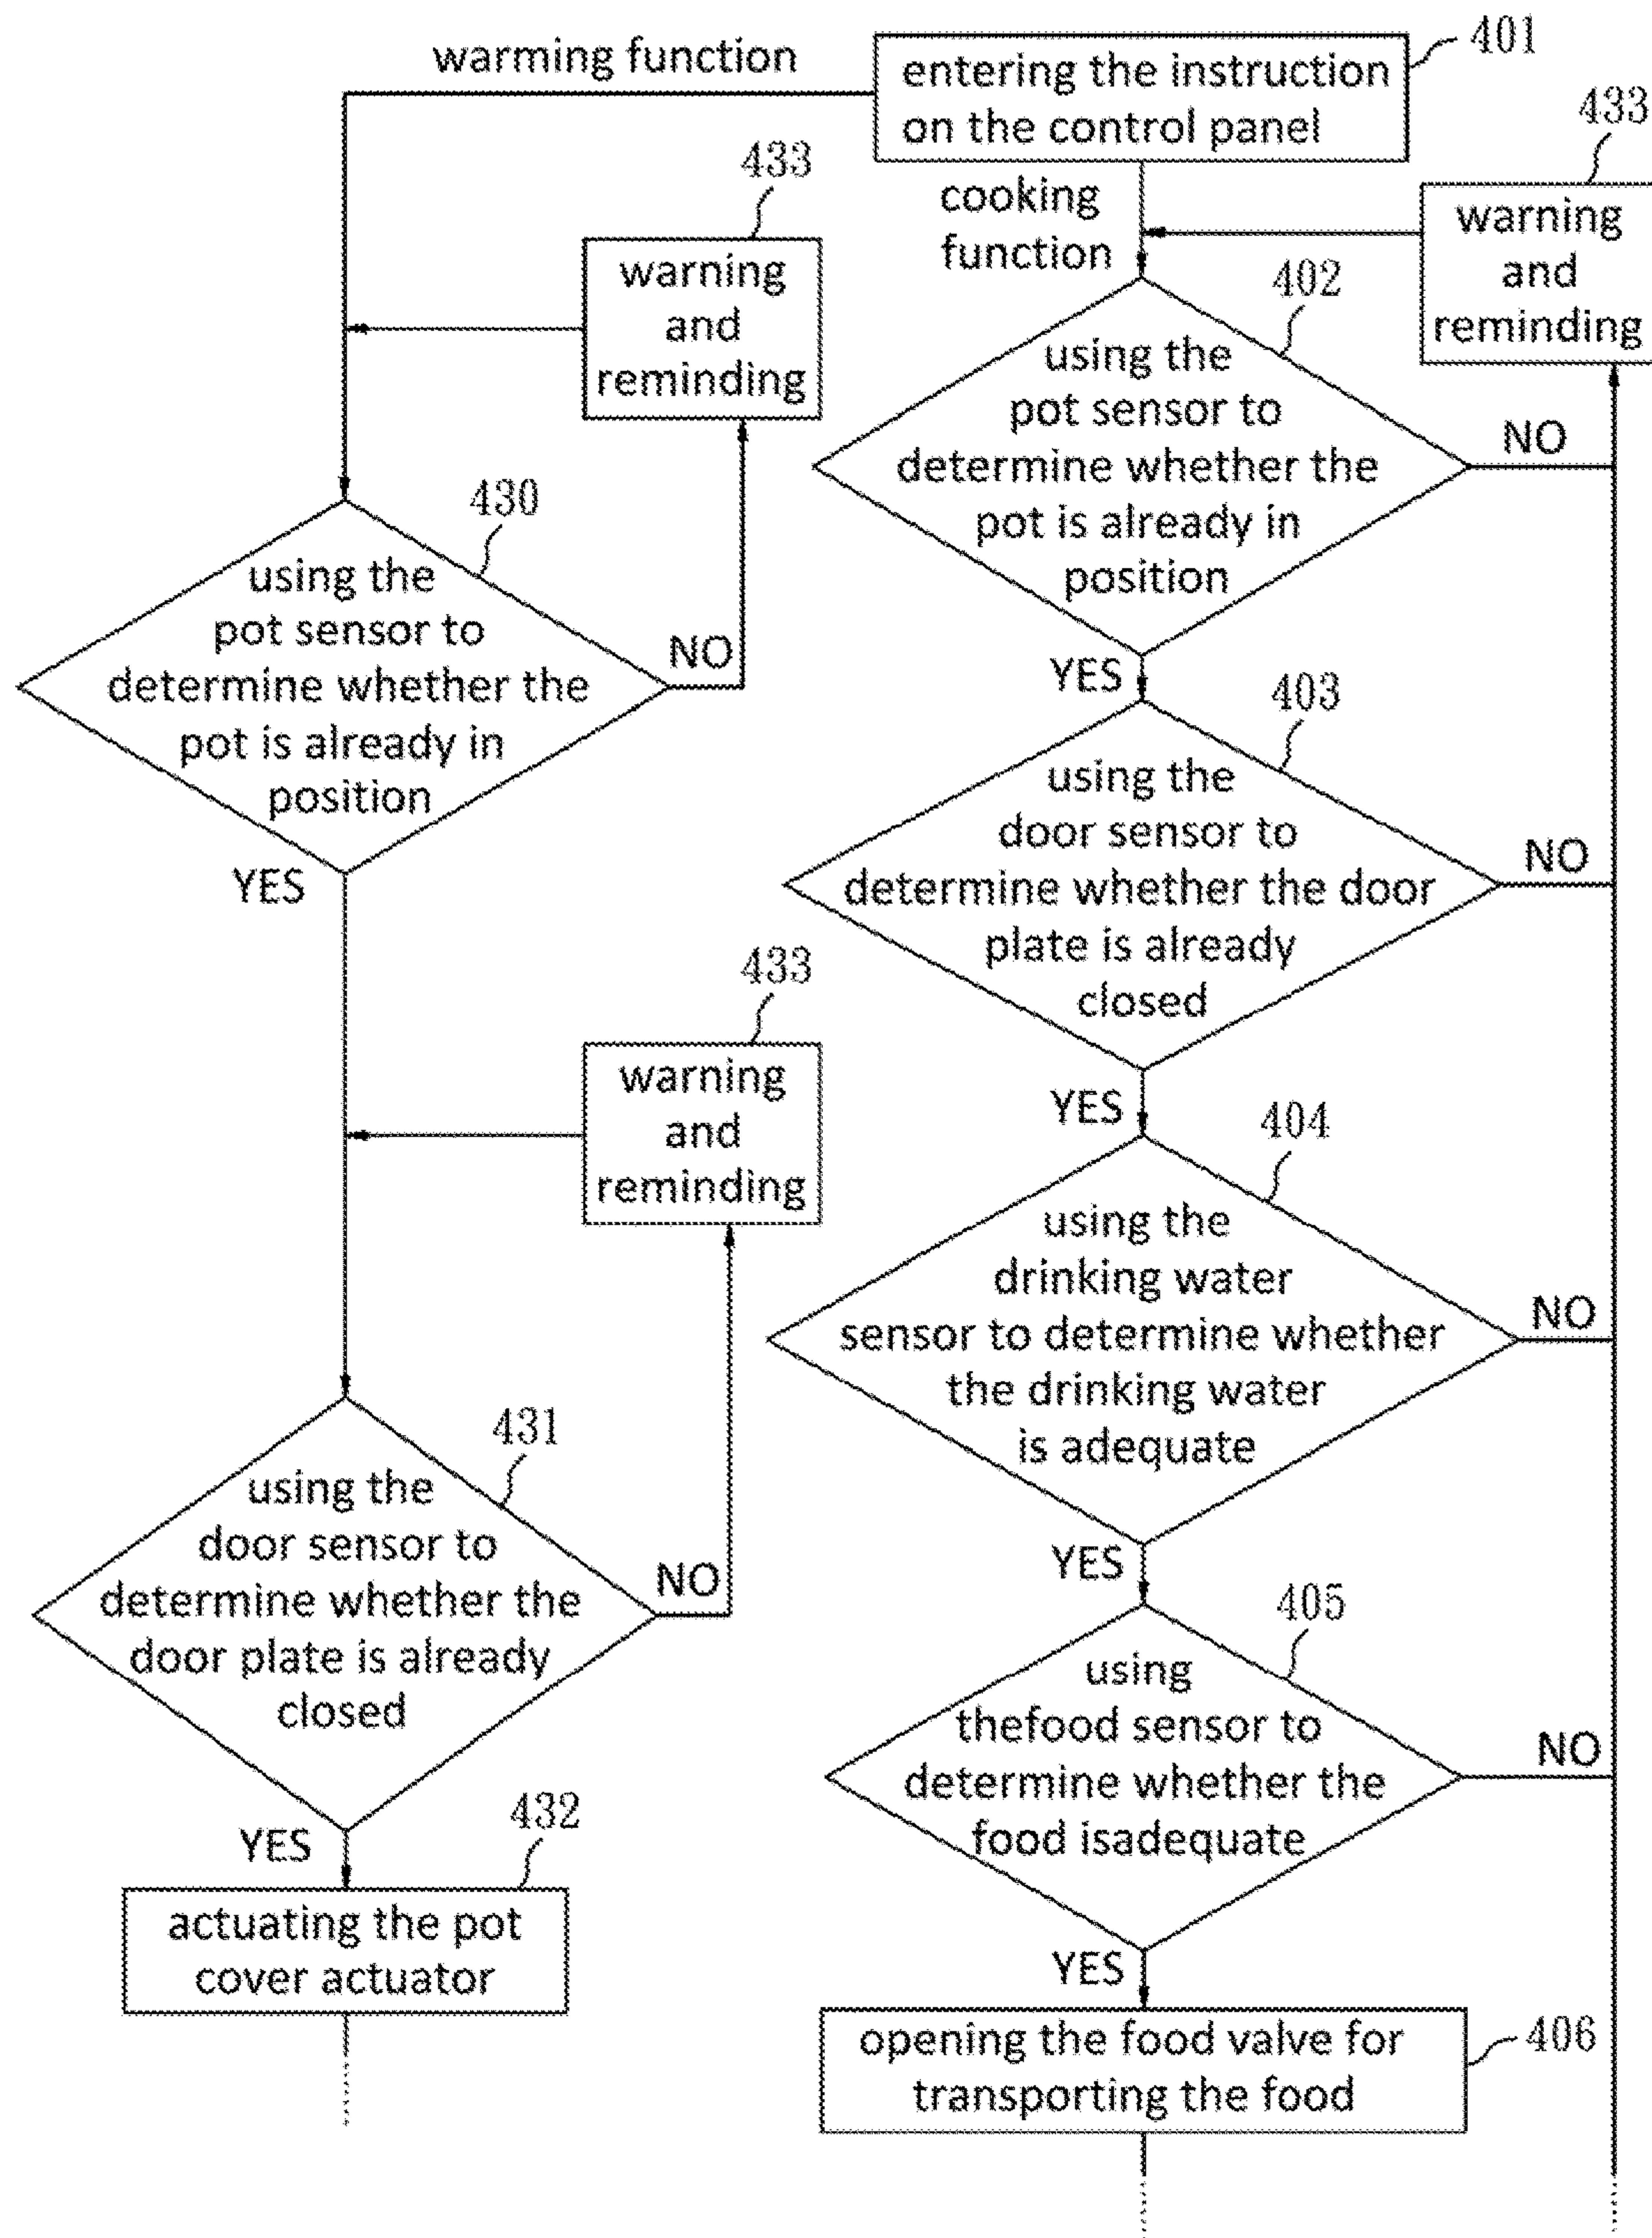 warming function
entering the instruction
on the control panel
401
cooking
function
433
warning
and
reminding
433
warning
and
reminding
402
using the
pot sensor to
determine whether the
pot is already in
position
NO
YES
430
using the
pot sensor to
determine whether the
pot is already in
position
NO
YES
403
using the
door sensor to
determine whether the door
plate is already
closed
NO
YES
433
warning
and
reminding
404
using the
drinking water
sensor to determine whether
the drinking water
is adequate
NO
YES
431
using the
door sensor to
determine whether the
door plate is already
closed
NO
YES
405
using
thefood sensor to
determine whether the
food isadequate
NO
YES
432
actuating the pot
cover actuator
opening the food valve for
transporting the food
406